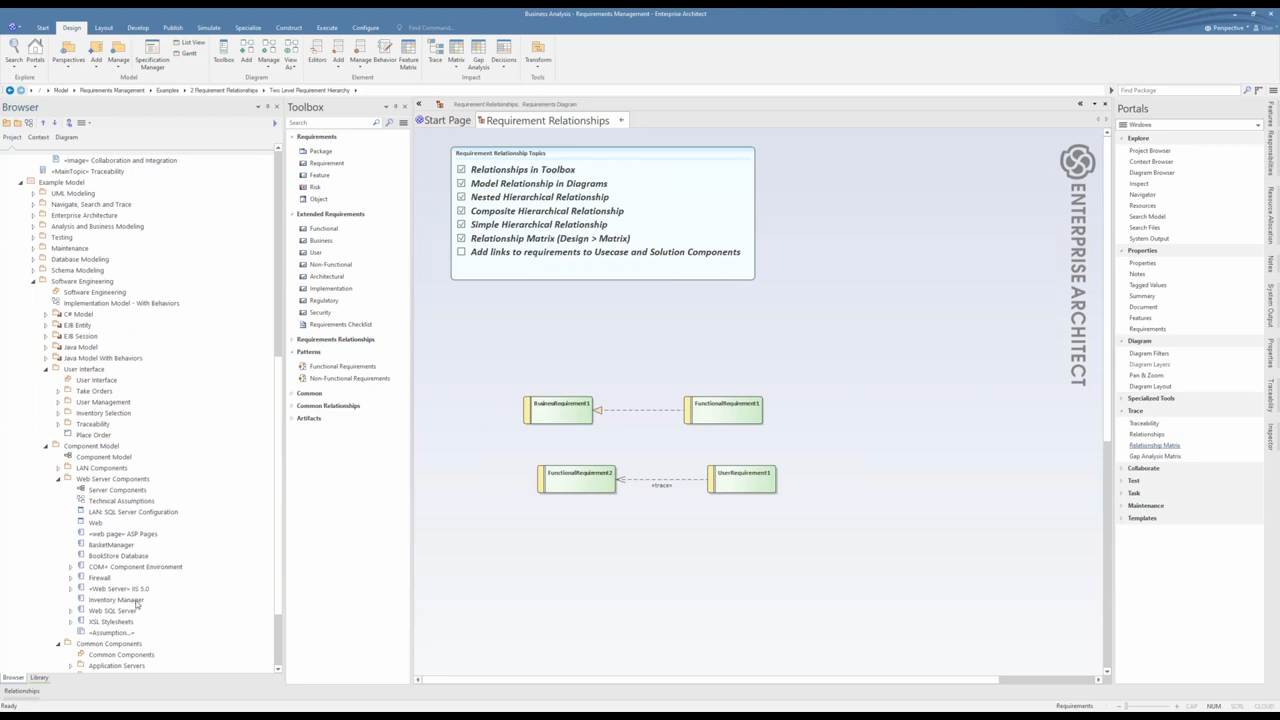 Business Analysis - Requirements Management - Enterprise Architect
Start
Design
Layout
Develop
Publish
Simulate
Specialize
Construct
Execute
Configure
Find Command...
Perspective
User
Search
Portals
Perspectives
Add
Manage
Specification Manager
List View
Gantt
Toolbox
Add
Manage
View As
Editors
Add
Manage
Behavior
Feature Matrix
Trace
Matrix
Gap Analysis
Decisions
Transform
Explore
Model
Diagram
Element
Impact
Tools
/ Model Requirements Management Examples 2 Requirement Relationships Two Level Requirement Hierarchy
Find Package
Browser
Project
Context
Diagram
«image» Collaboration and Integration
«MainTopic» Traceability
Example Model
UML Modeling
Navigate, Search and Trace
Enterprise Architecture
Analysis and Business Modeling
Testing
Maintenance
Database Modeling
Schema Modeling
Software Engineering
Software Engineering
Implementation Model - With Behaviors
C# Model
EJB Entity
EJB Session
Java Model
Java Model With Behaviors
User Interface
User Interface
Take Orders
User Management
Inventory Selection
Traceability
Place Order
Component Model
Component Model
LAN Components
Web Server Components
Server Components
Technical Assumptions
LAN: SQL Server Configuration
Web
«web page» ASP Pages
BasketManager
BookStore Database
COM+ Component Environment
Firewall
«Web Server» IIS 5.0
Inventory Manager
Web SQL Server
XSL Stylesheets
«Assumption...»
Common Components
Common Components
Application Servers
Browser
Library
Relationships
Ready
Toolbox
Search
Requirements
Package
Requirement
Feature
Risk
Object
Extended Requirements
Functional
Business
User
Non-Functional
Architectural
Implementation
Regulatory
Security
Requirements Checklist
Requirements Relationships
Patterns
Functional Requirements
Non-Functional Requirements
Common
Common Relationships
Artifacts
Requirement Relationships. Requirements Diagram
Start Page
Requirement Relationships
Requirement Relationship Topics
Relationships in Toolbox
Model Relationship in Diagrams
Nested Hierarchical Relationship
Composite Hierarchical Relationship
Simple Hierarchical Relationship
Relationship Matrix (Design > Matrix)
Add links to requirements to Usecase and Solution Components
BusinessRequirement1
FunctionalRequirement1
FunctionalRequirement2
UserRequirement1
«trace»
ENTERPRISE ARCHITECT
Portals
Windows
Explore
Project Browser
Context Browser
Diagram Browser
Inspect
Navigator
Resources
Search Model
Search Files
System Output
Properties
Properties
Notes
Tagged Values
Summary
Document
Features
Requirements
Diagram
Diagram Filters
Diagram Layers
Pan & Zoom
Diagram Layout
Specialized Tools
Trace
Traceability
Relationships
Relationship Matrix
Gap Analysis Matrix
Collaborate
Test
Task
Maintenance
Templates
Features
Responsibilities
Resource Allocation
Notes
System Output
Properties
Traceability
Inspector
Requirements
CAP
NUM
SCRL
CLOUD